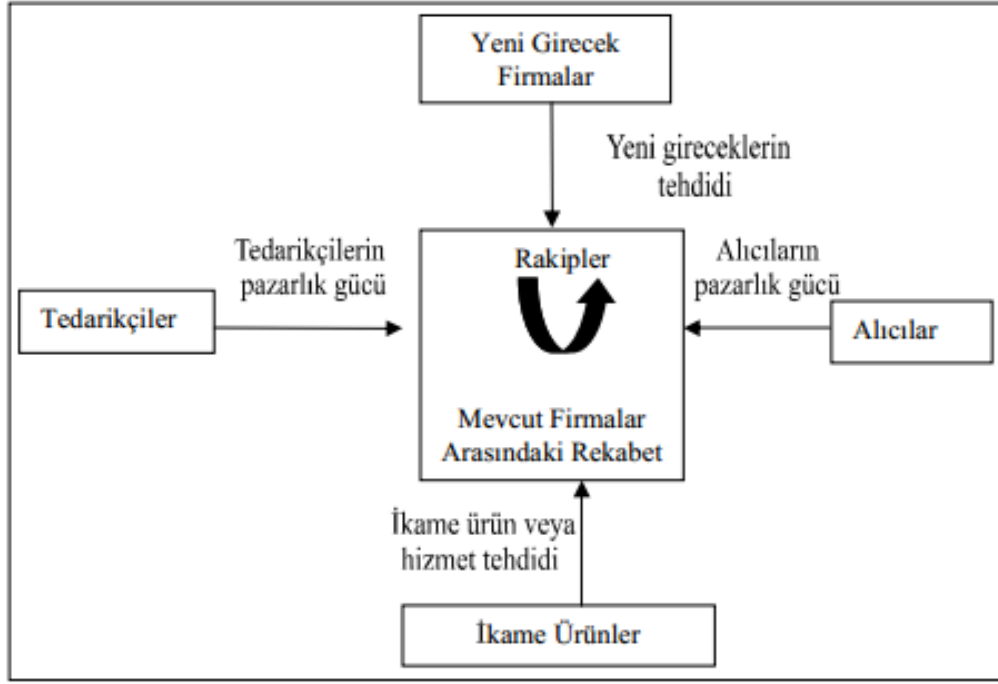 Yeni Girecek
Firmalar
Yeni gireceklerin
tehdidi
Tedarikçilerin
pazarlık gücü
Rakipler
Alıcıların
pazarlık gücü
Tedarikçiler
Alıcılar
Mevcut Firmalar
Arasındaki Rekabet
İkame ürün veya
hizmet tehdidi
İkame Ürünler